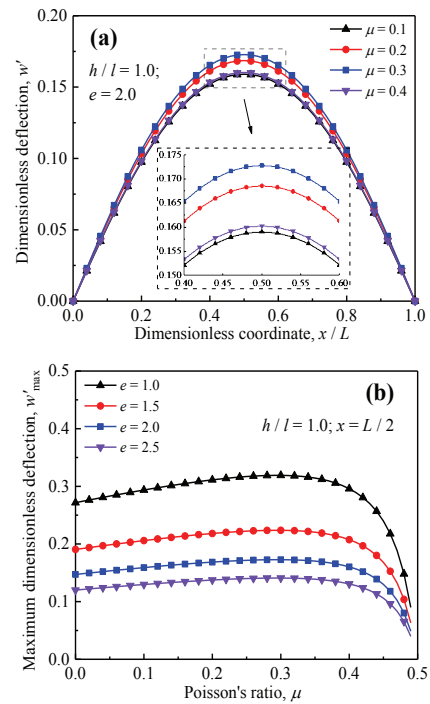 (a)
h / l = 1.0;
e = 2.0
μ = 0.1
μ = 0.2
μ = 0.3
μ = 0.4
Dimensionless deflection, w′
0.20
0.15
0.10
0.05
0.00
0.175
0.170
0.165
0.160
0.155
0.150
0.40 0.45 0.50 0.55 0.60
0.0 0.2 0.4 0.6 0.8 1.0
Dimensionless coordinate, x / L
(b)
e = 1.0
e = 1.5
e = 2.0
e = 2.5
h / l = 1.0; x = L / 2
Maximum dimensionless deflection, w′max
0.5
0.4
0.3
0.2
0.1
0.0
0.0 0.1 0.2 0.3 0.4 0.5
Poisson's ratio, μ